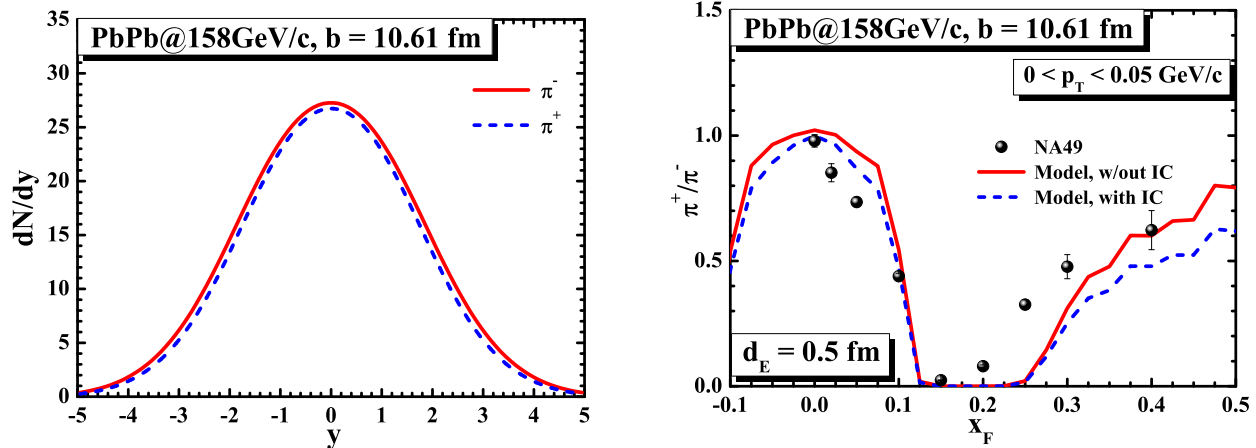 PbPb@158GeV/c, b = 10.61 fm
π-
π+
dN/dy
35
30
25
20
15
10
5
0
-5 -4 -3 -2 -1 0 1 2 3 4 5
y
PbPb@158GeV/c, b = 10.61 fm
0 < pT < 0.05 GeV/c
NA49
Model, w/out IC
Model, with IC
π+/π-
1.5
1.0
0.5
0.0
dE = 0.5 fm
-0.1 0.0 0.1 0.2 0.3 0.4 0.5
xF